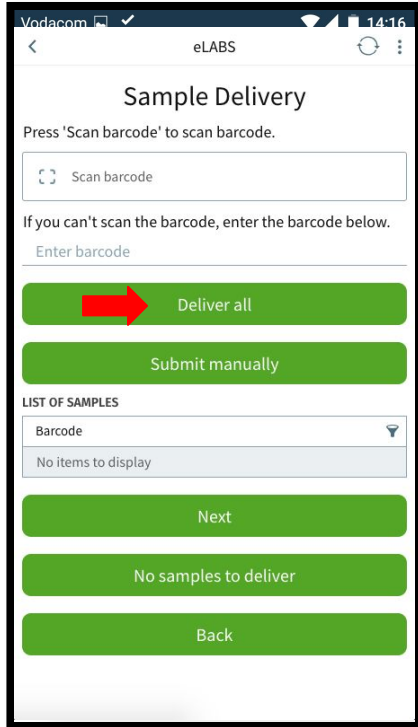 Vodacom 14:16
eLABS
Sample Delivery
Press 'Scan barcode' to scan barcode.
Scan barcode
If you can't scan the barcode, enter the barcode below.
Enter barcode
Deliver all
Submit manually
LIST OF SAMPLES
Barcode
No items to display
Next
No samples to deliver
Back